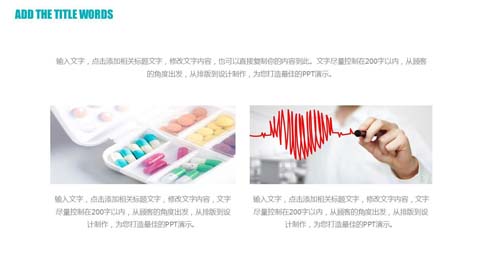 ADD THE TITLE WORDS
输入文字，点击添加相关标题文字，修改文字内容，也可以直接复制你的内容到此。文字尽量控制在200字以内，从顾客
的角度出发，从排版到设计制作，为您打造最佳的PPT演示。
输入文字，点击添加相关标题文字，修改文字内容，文字
尽量控制在200字以内，从顾客的角度出发，从排版到设
计制作，为您打造最佳的PPT演示。
输入文字，点击添加相关标题文字，修改文字内容，文字
尽量控制在200字以内，从顾客的角度出发，从排版到设
计制作，为您打造最佳的PPT演示。